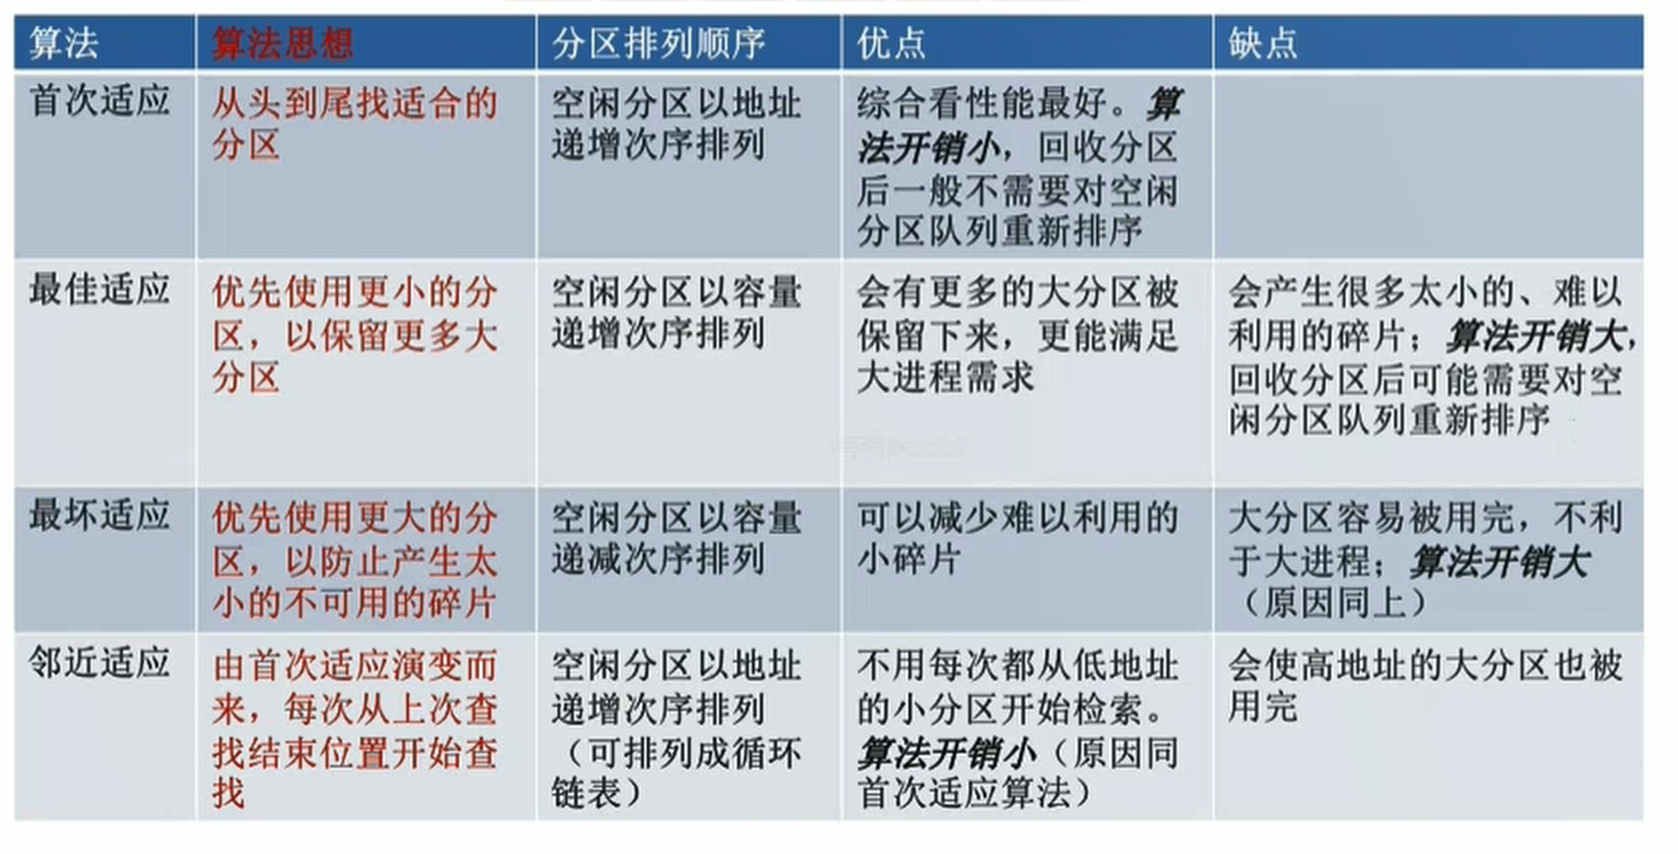 算法
算法思想
分区排列顺序
优点
缺点
首次适应
从头到尾找适合的
分区
空闲分区以地址
递增次序排列
综合看性能最好。算
法开销小，回收分区
后一般不需要对空闲
分区队列重新排序
最佳适应
优先使用更小的分
区，以保留更多大
分区
空闲分区以容量
递增次序排列
会有更多的大分区被
保留下来，更能满足
大进程需求
会产生很多太小的、难以
利用的碎片；算法开销大，
回收分区后可能需要对空
闲分区队列重新排序
最坏适应
优先使用更大的分
区，以防止产生太
小的不可用的碎片
空闲分区以容量
递减次序排列
可以减少难以利用的
小碎片
大分区容易被用完，不利
于大进程；算法开销大
（原因同上）
邻近适应
由首次适应演变而
来，每次从上次查
找结束位置开始查
找
空闲分区以地址
递增次序排列
（可排列成循环
链表）
不用每次都从低地址
的小分区开始检索。
算法开销小（原因同
首次适应算法）
会使高地址的大分区也被
用完